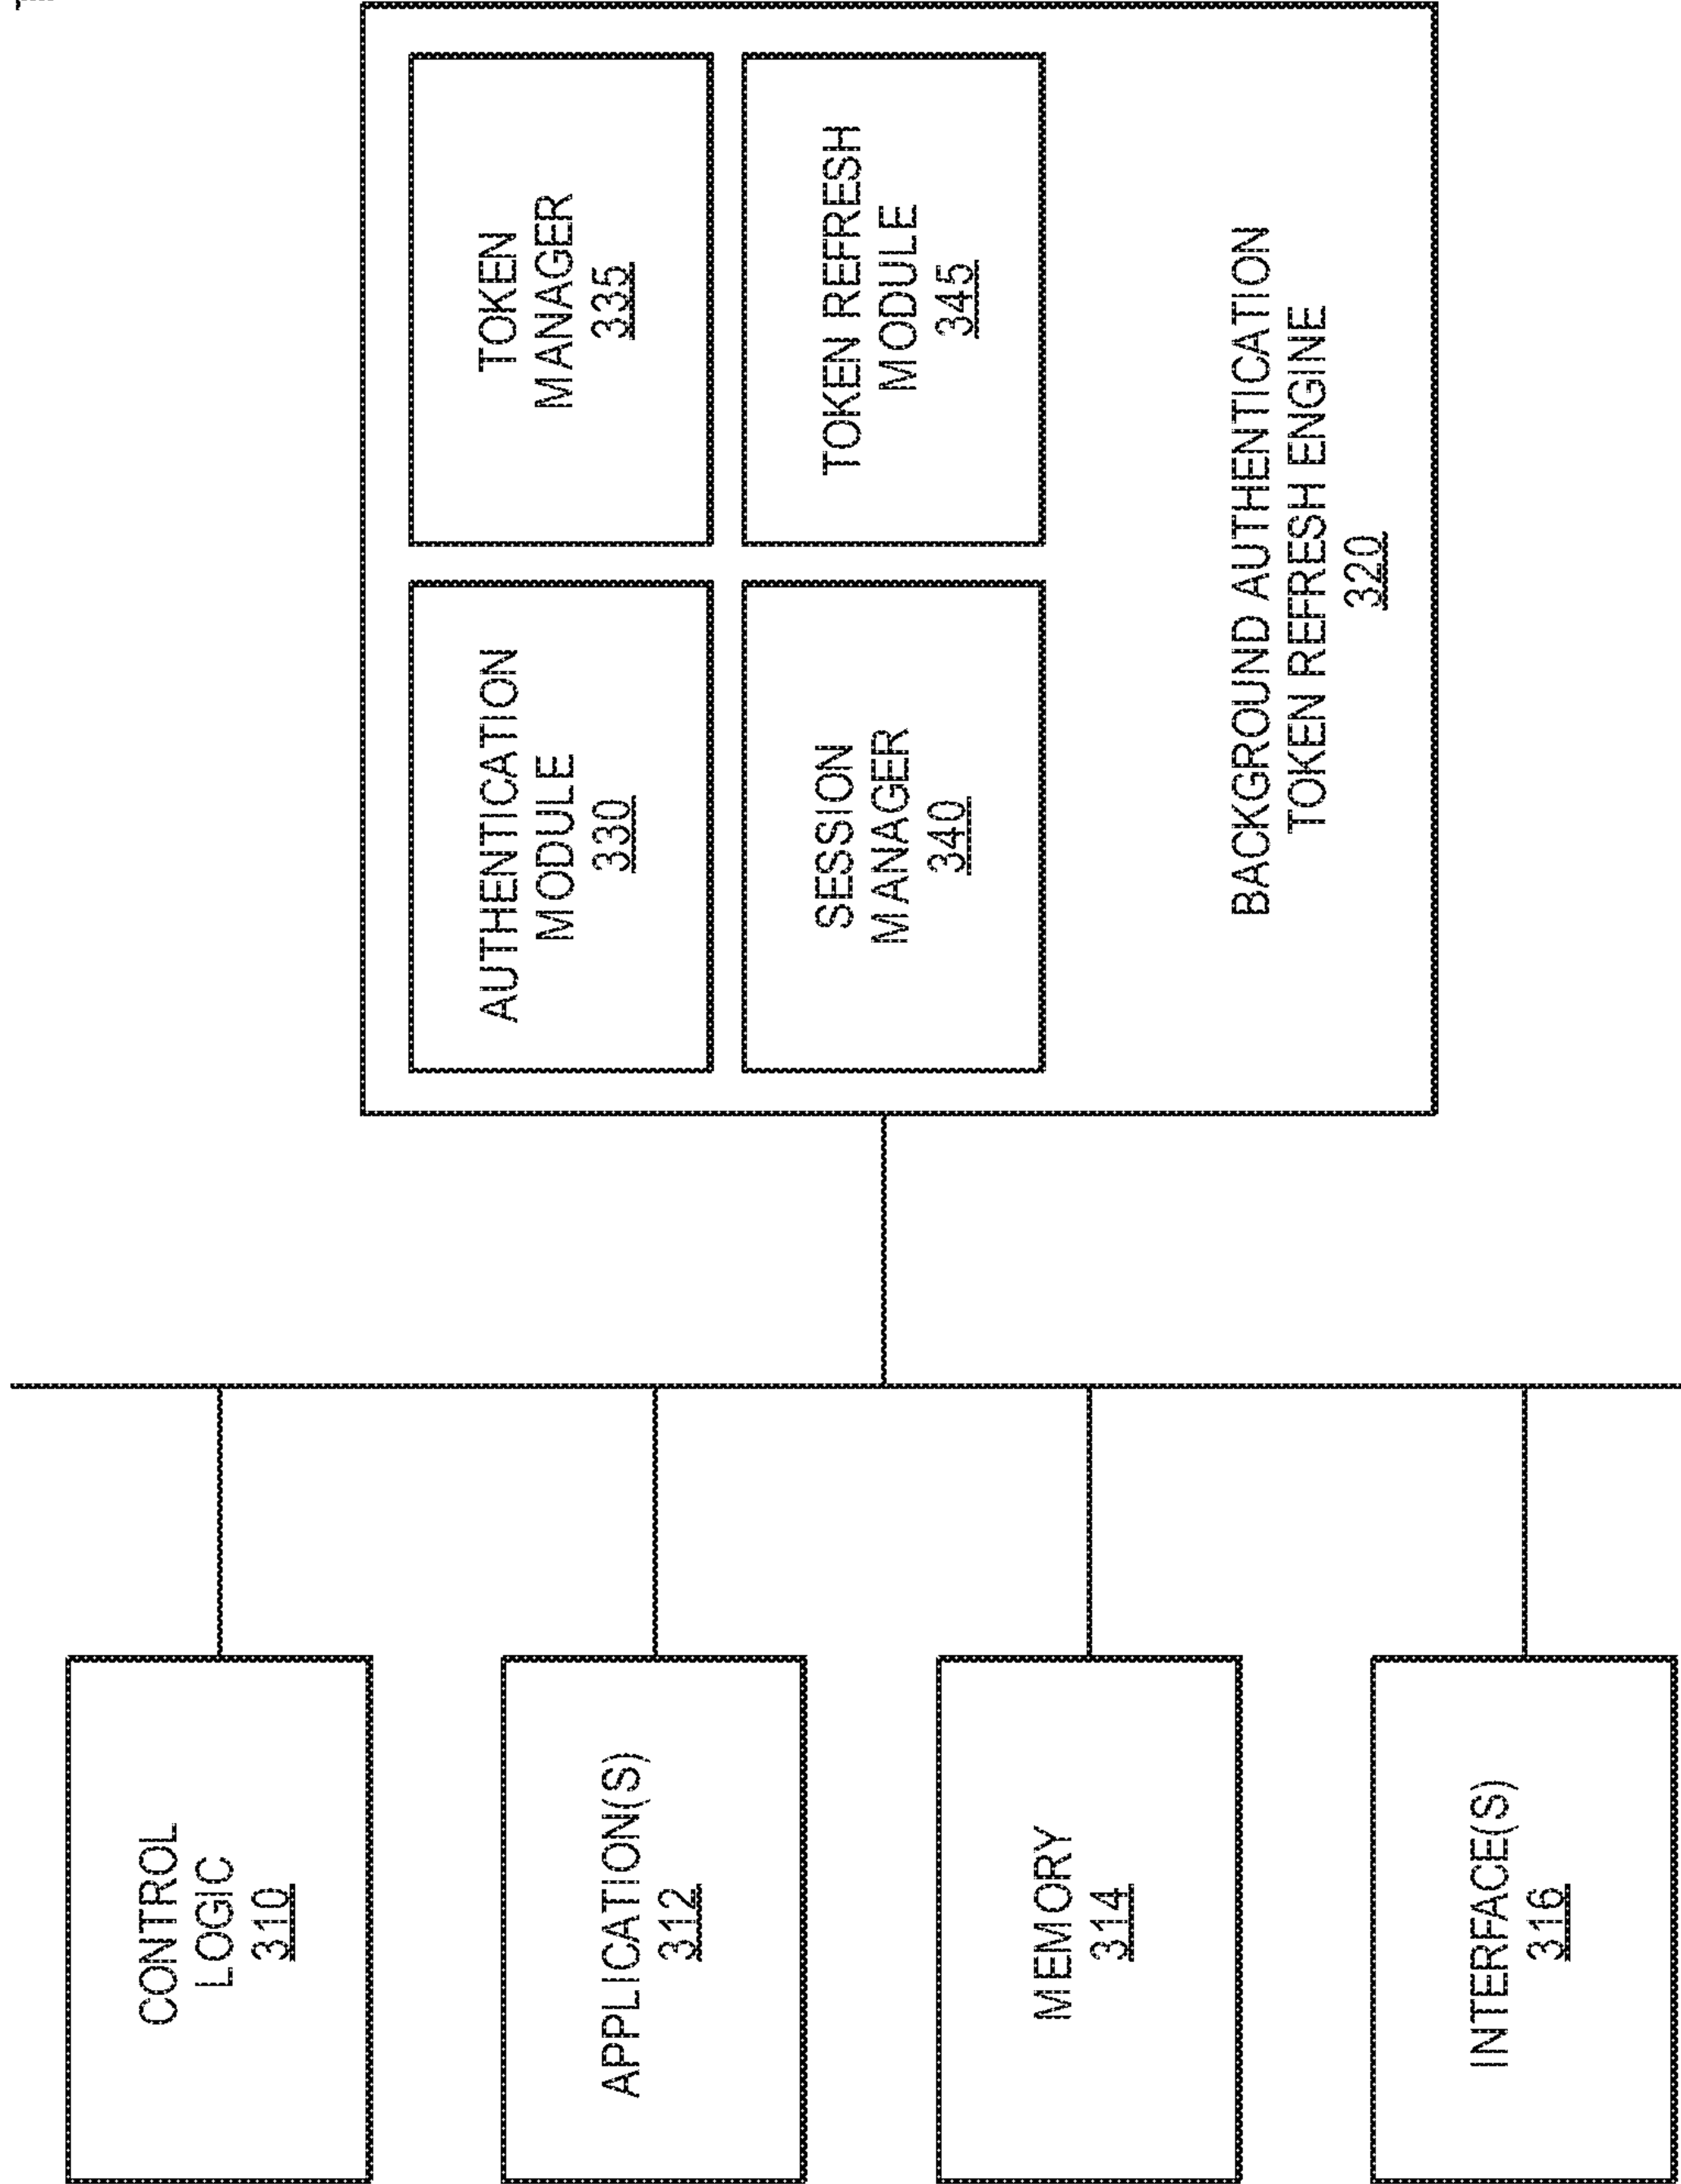 CONTROL
LOGIC
310
APPLICATION(S)
312
MEMORY
314
INTERFACE(S)
316
AUTHENTICATION
MODULE
330
TOKEN
MANAGER
335
SESSION
MANAGER
340
TOKEN REFRESH
MODULE
345
BACKGROUND AUTHENTICATION
TOKEN REFRESH ENGINE
320